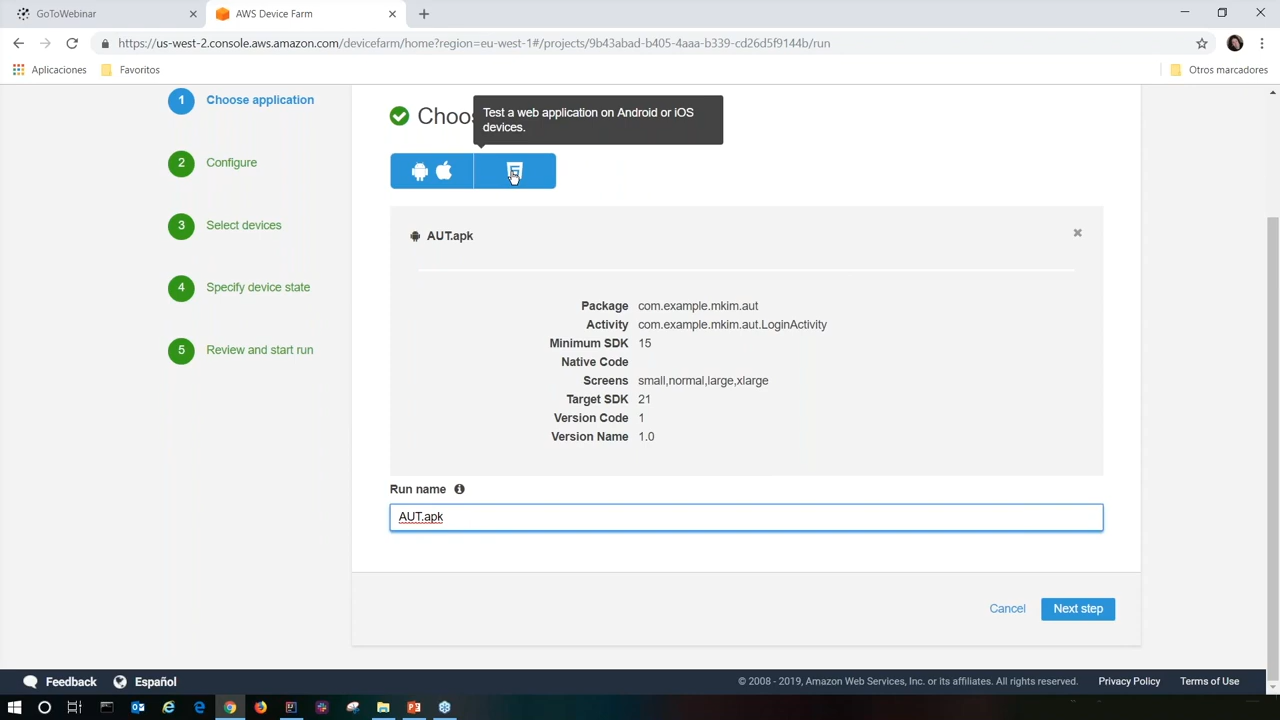 GoToWebinar
AWS Device Farm
https://us-west-2.console.aws.amazon.com/devicefarm/home?region=eu-west-1#/projects/9b43abad-b405-4aaa-b339-cd26d5f9144b/run
Aplicaciones
Favoritos
Otros marcadores
1 Choose application
2 Configure
3 Select devices
4 Specify device state
5 Review and start run
Choo
Test a web application on Android or iOS
devices.
AUT.apk
Package com.example.mkim.aut
Activity com.example.mkim.aut.LoginActivity
Minimum SDK 15
Native Code
Screens small,normal,large,xlarge
Target SDK 21
Version Code 1
Version Name 1.0
Run name
AUT.apk
Cancel
Next step
Feedback
Español
© 2008 - 2019, Amazon Web Services, Inc. or its affiliates. All rights reserved.
Privacy Policy
Terms of Use